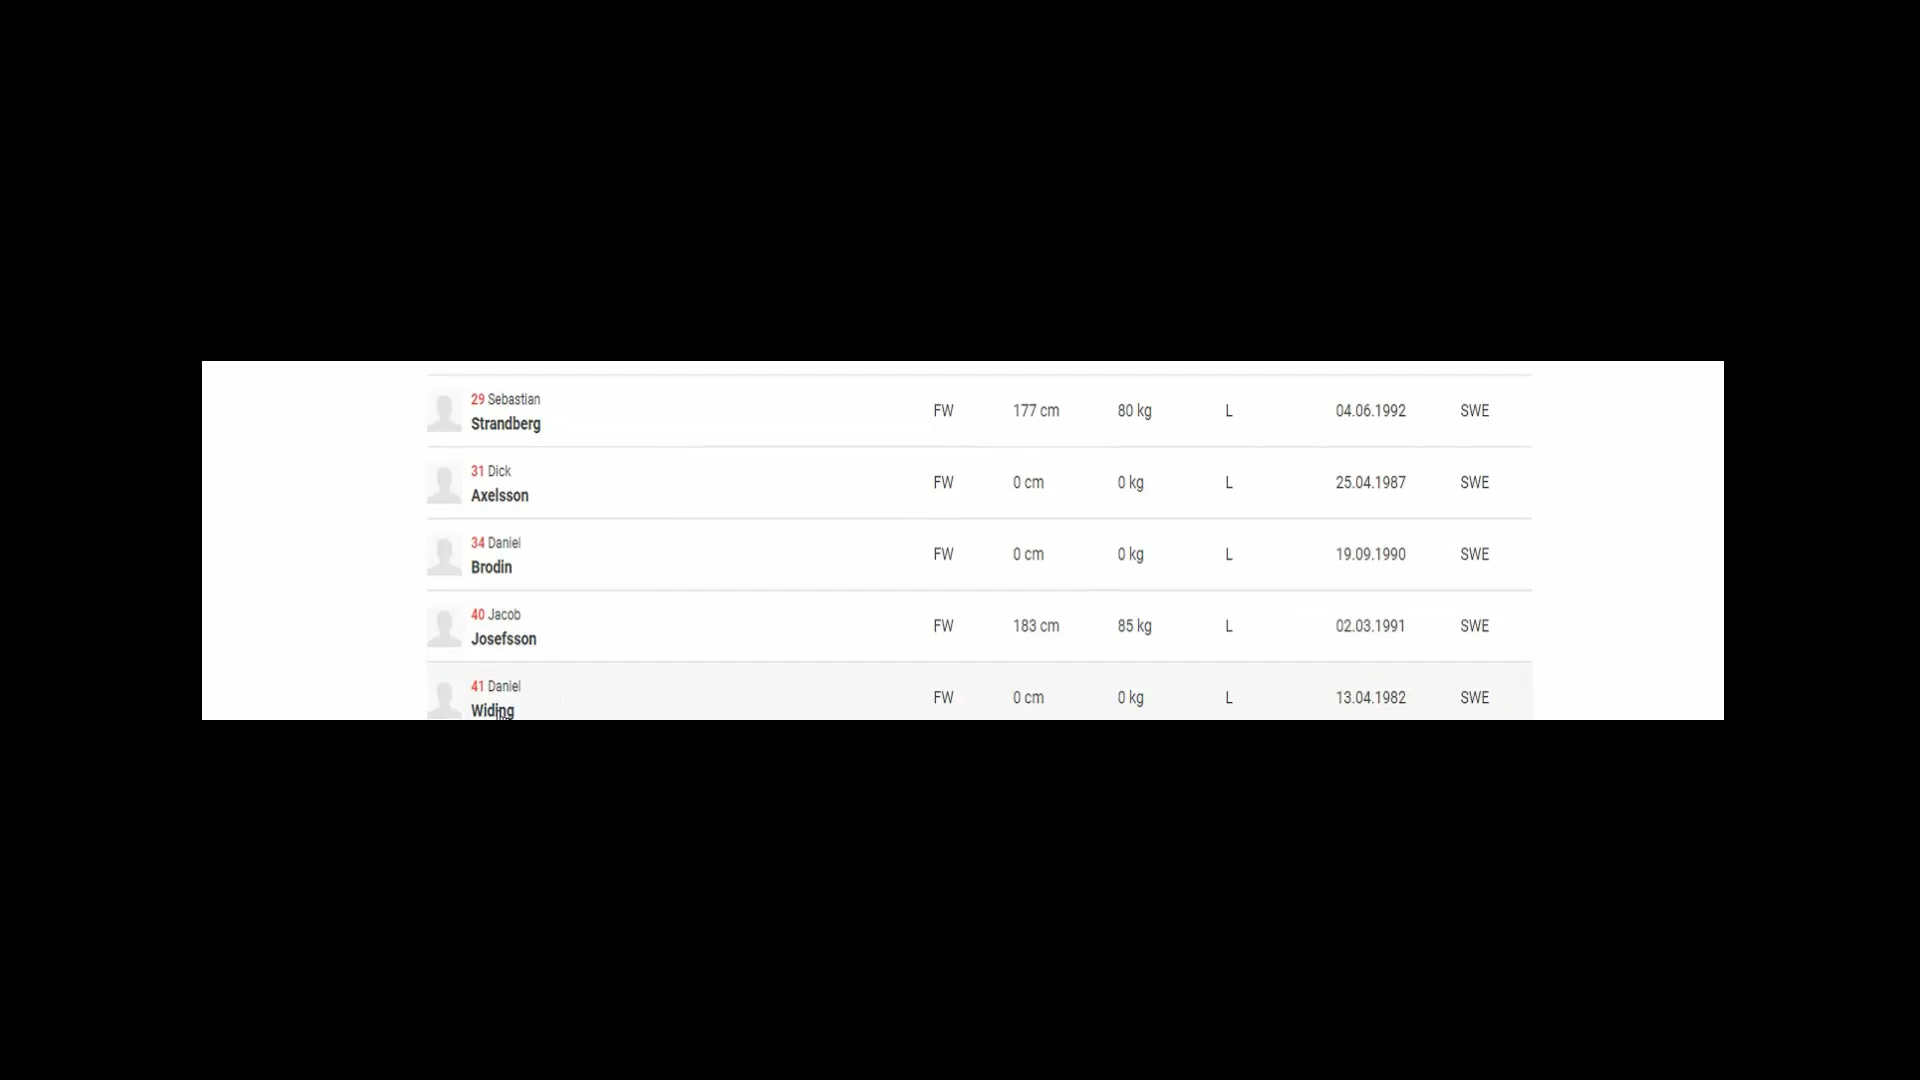 29 Sebastian
Strandberg FW 177 cm 80 kg L 04.06.1992 SWE
31 Dick
Axelsson FW 0 cm 0 kg L 25.04.1987 SWE
34 Daniel
Brodin FW 0 cm 0 kg L 19.09.1990 SWE
40 Jacob
Josefsson FW 183 cm 85 kg L 02.03.1991 SWE
41 Daniel
Widing FW 0 cm 0 kg L 13.04.1982 SWE